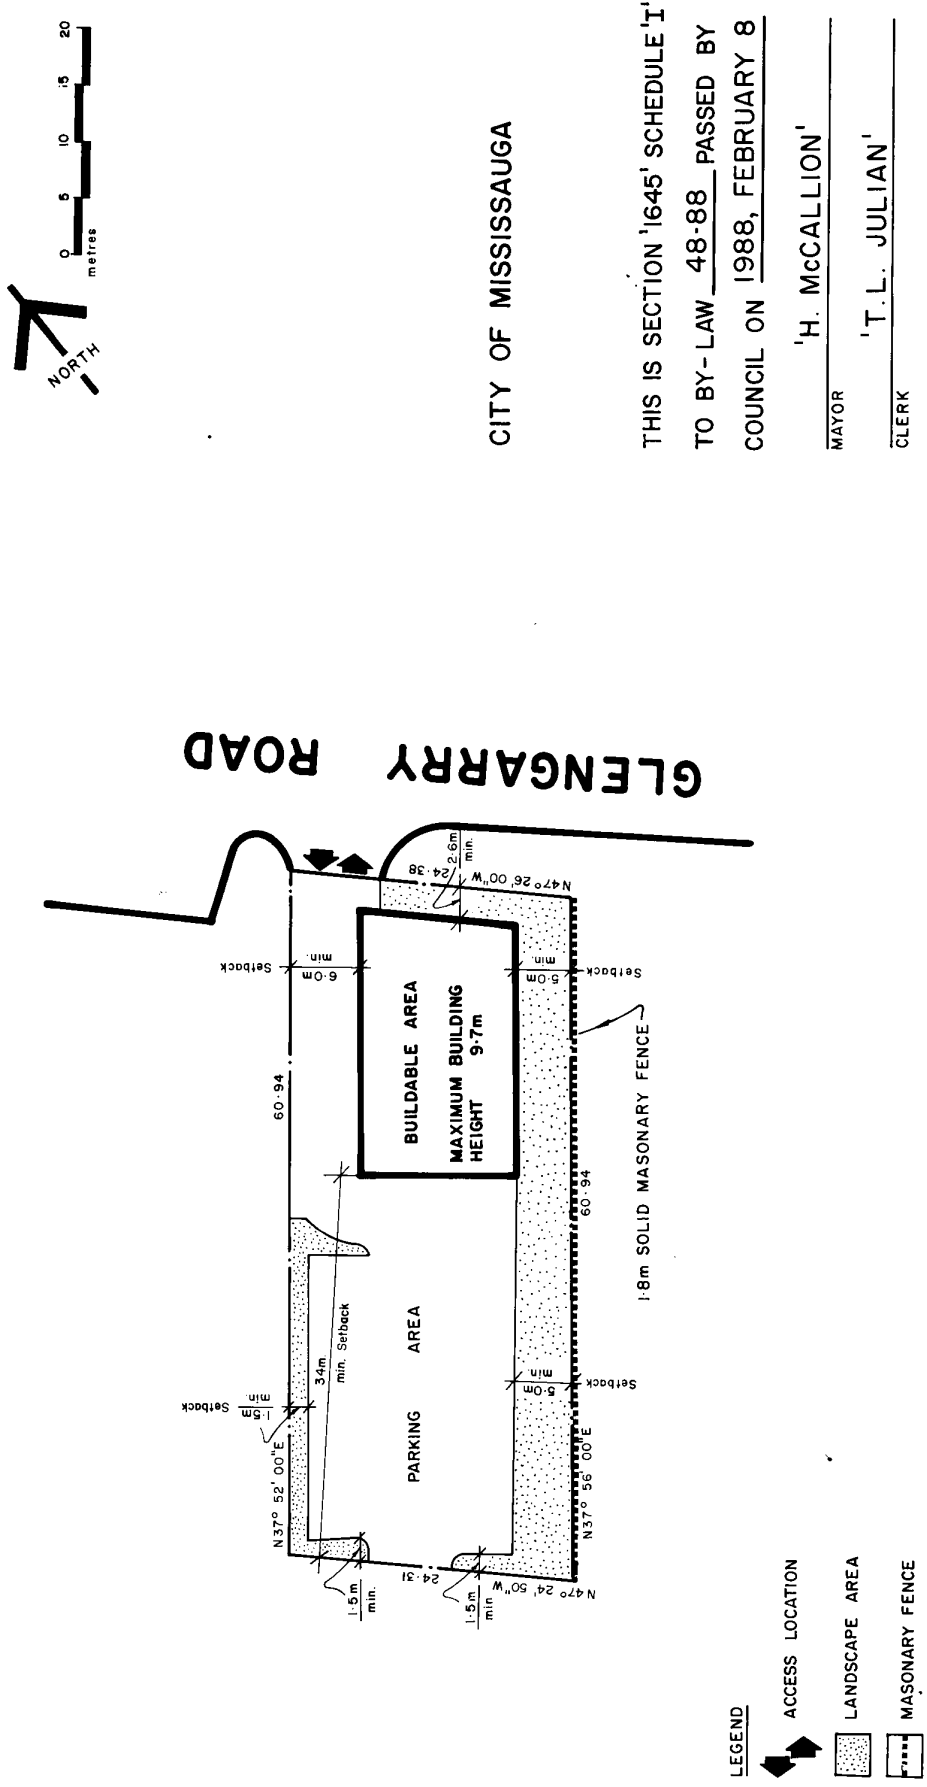 GLENGARRY ROAD
24·38
N47° 26' 00"W
2·6m
min.
Setback
6·0m
min.
5·0m
min.
Setback
60·94
BUILDABLE AREA
MAXIMUM BUILDING
HEIGHT 9·7m
34m
min. Setback
Setback
1·5m
min.
PARKING AREA
5·0m
min.
Setback
60·94
1·8m SOLID MASONARY FENCE
N37° 52' 00"E
N37° 56' 00"E
1·5m
min.
24·31
1·5m
min
N47° 24' 50"W
LEGEND
ACCESS LOCATION
LANDSCAPE AREA
MASONARY FENCE
NORTH
0 5 10 15 20
metres
CITY OF MISSISSAUGA
THIS IS SECTION '1645' SCHEDULE 'I'
TO BY-LAW 48-88 PASSED BY
COUNCIL ON 1988, FEBRUARY 8
'H. McCALLION'
MAYOR
'T. L. JULIAN'
CLERK